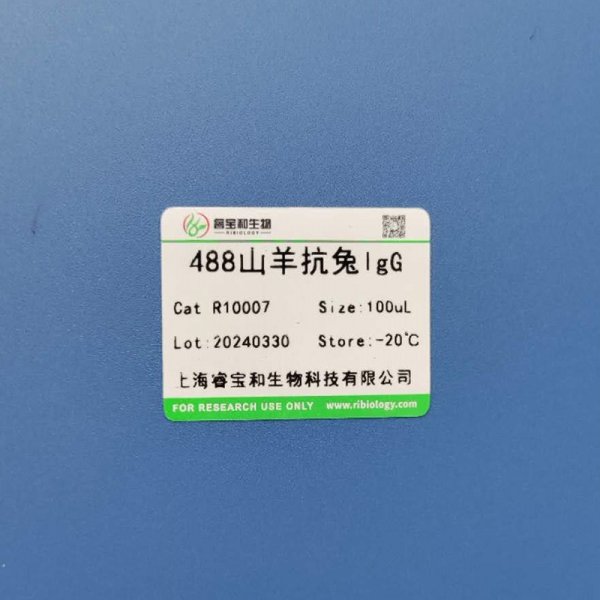 睿宝和生物
RIBIOLOGY
488山羊抗兔IgG
Cat R10007 Size:100uL
Lot:20240330 Store:-20℃
上海睿宝和生物科技有限公司
FOR RESEARCH USE ONLY www.ribiology.com